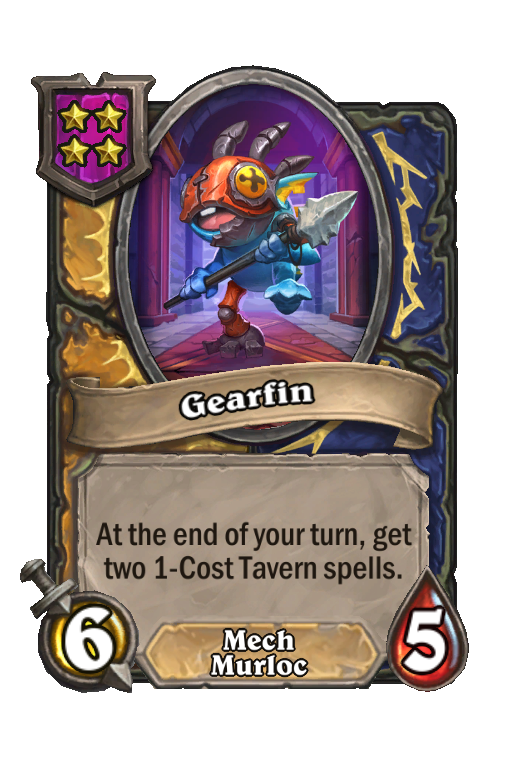 Gearfin
At the end of your turn, get
two 1-Cost Tavern spells.
6
Mech
Murloc
5